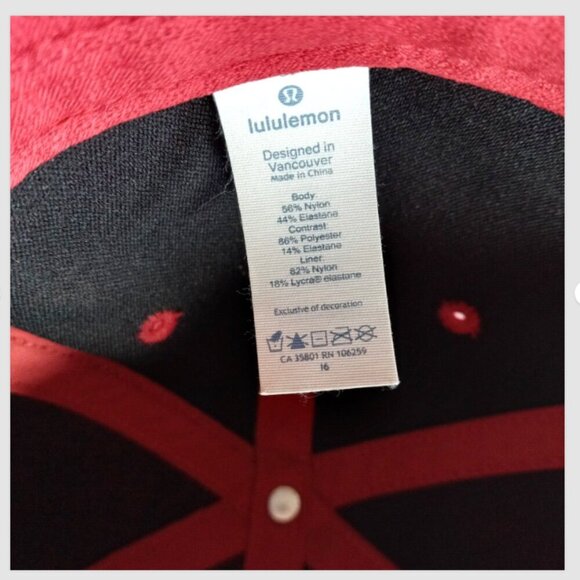 lululemon
Designed in
Vancouver
Made in China
Body
56% Nylon
44% Elastane
Contrast
86% Polyester
14% Elastane
Liner
82% Nylon
18% Lycra® elastane
Exclusive of decoration
CA 35801 RN 106259
16